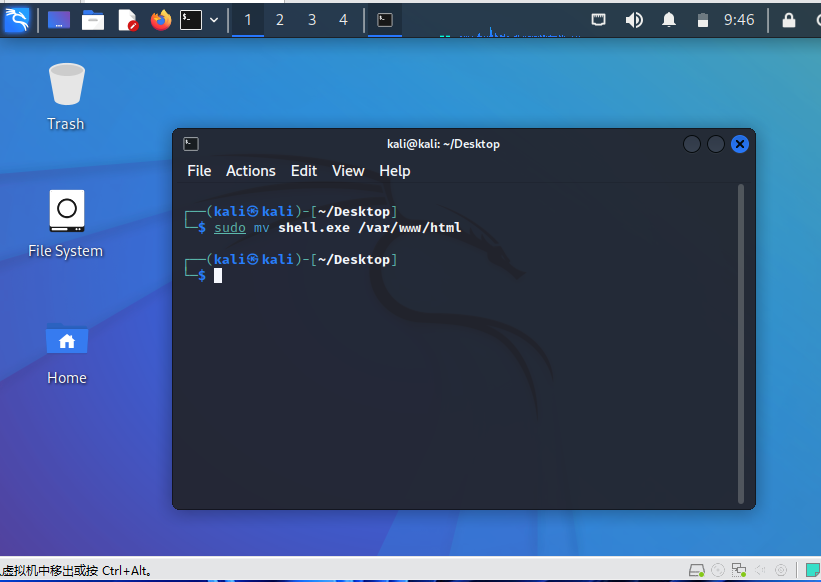 1 2 3 4 9:46
Trash
kali@kali: ~/Desktop
File Actions Edit View Help
┌──(kali㉿kali)-[~/Desktop]
└─$ sudo mv shell.exe /var/www/html
File System
┌──(kali㉿kali)-[~/Desktop]
└─$
Home
虚拟机中移出或按 Ctrl+Alt。